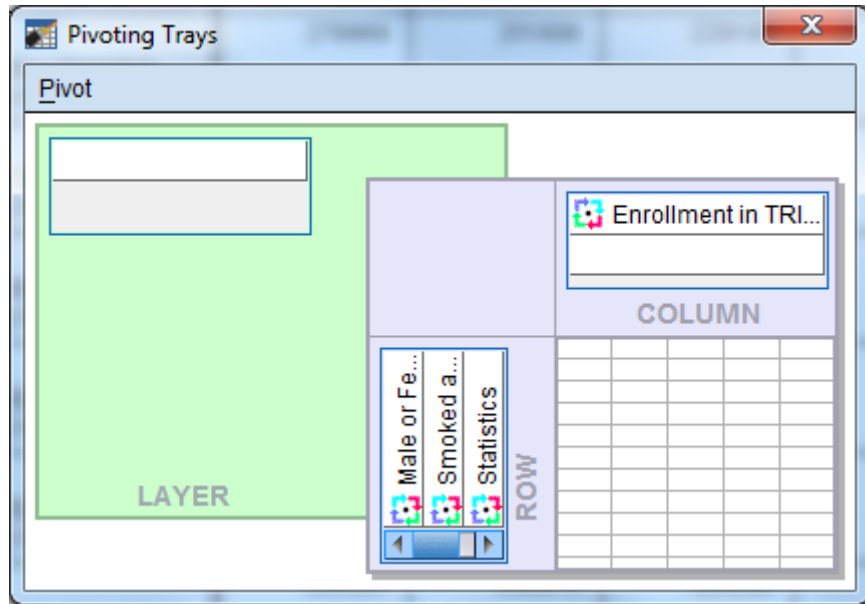 Pivoting Trays
Pivot
Enrollment in TRI...
COLUMN
Male or Fe...
Smoked a...
Statistics
ROW
LAYER